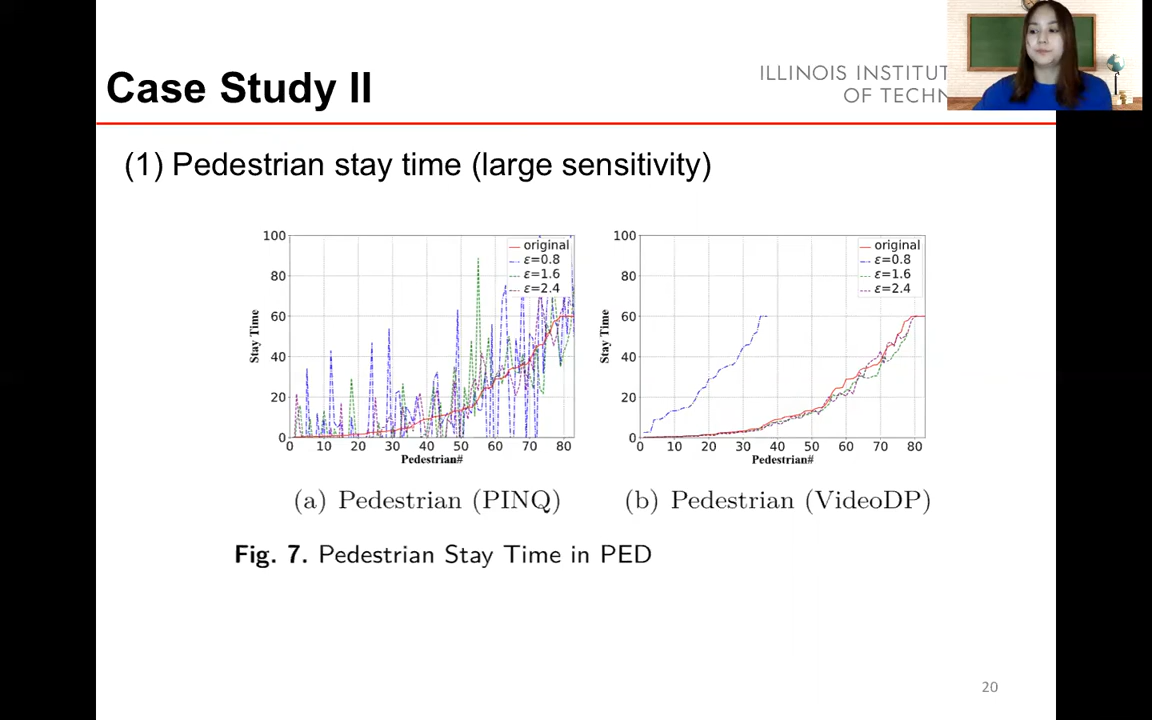 Case Study II
ILLINOIS INSTITUT
OF TECHN
(1) Pedestrian stay time (large sensitivity)
100
80
60
40
20
0
Stay Time
original
ε=0.8
ε=1.6
ε=2.4
0 10 20 30 40 50 60 70 80
Pedestrian#
100
80
60
40
20
0
Stay Time
original
ε=0.8
ε=1.6
ε=2.4
0 10 20 30 40 50 60 70 80
Pedestrian#
(a) Pedestrian (PINQ)
(b) Pedestrian (VideoDP)
Fig. 7. Pedestrian Stay Time in PED
20